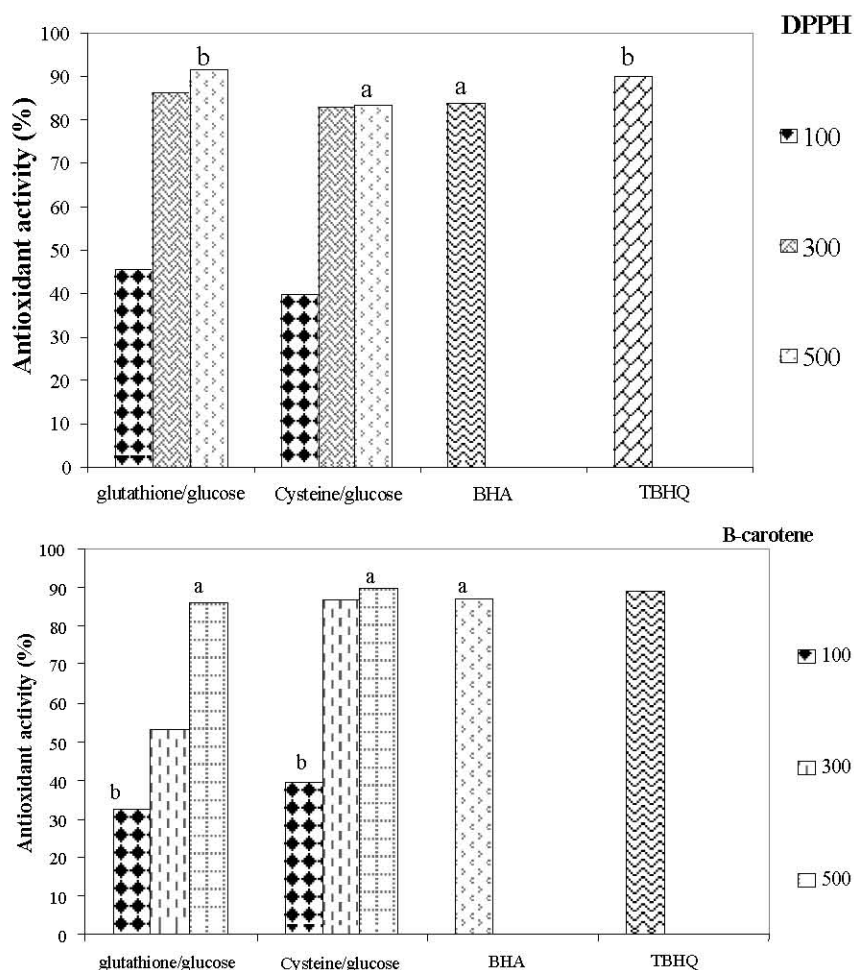 DPPH
Antioxidant activity (%)
100
90
80
70
60
50
40
30
20
10
0
b
a
a
b
100
300
500
glutathione/glucose
Cysteine/glucose
BHA
TBHQ
B-carotene
Antioxidant activity (%)
100
90
80
70
60
50
40
30
20
10
0
a
a
a
b
b
100
300
500
glutathione/glucose
Cysteine/glucose
BHA
TBHQ